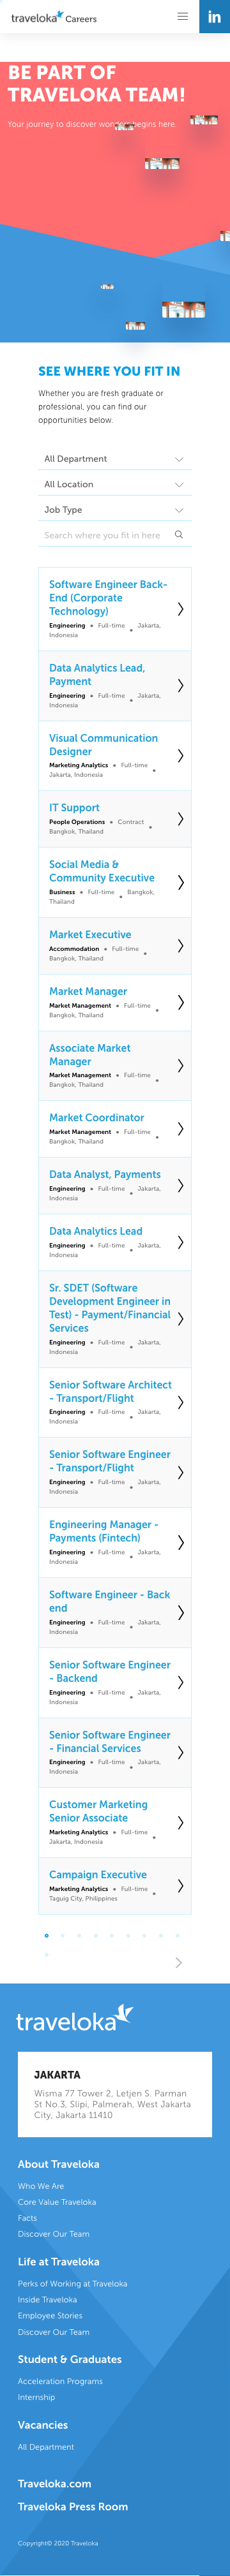 traveloka Careers
in
BE PART OF
TRAVELOKA TEAM!
Your journey to discover wonders begins here.
SEE WHERE YOU FIT IN
Whether you are fresh graduate or
professional, you can find our
opportunities below.
All Department
All Location
Job Type
Search where you fit in here
Software Engineer Back-
End (Corporate
Technology)
Engineering • Full-time • Jakarta,
Indonesia
Data Analytics Lead,
Payment
Engineering • Full-time • Jakarta,
Indonesia
Visual Communication
Designer
Marketing Analytics • Full-time •
Jakarta, Indonesia
IT Support
People Operations • Contract •
Bangkok, Thailand
Social Media &
Community Executive
Business • Full-time • Bangkok,
Thailand
Market Executive
Accommodation • Full-time •
Bangkok, Thailand
Market Manager
Market Management • Full-time •
Bangkok, Thailand
Associate Market
Manager
Market Management • Full-time •
Bangkok, Thailand
Market Coordinator
Market Management • Full-time •
Bangkok, Thailand
Data Analyst, Payments
Engineering • Full-time • Jakarta,
Indonesia
Data Analytics Lead
Engineering • Full-time • Jakarta,
Indonesia
Sr. SDET (Software
Development Engineer in
Test) - Payment/Financial
Services
Engineering • Full-time • Jakarta,
Indonesia
Senior Software Architect
- Transport/Flight
Engineering • Full-time • Jakarta,
Indonesia
Senior Software Engineer
- Transport/Flight
Engineering • Full-time • Jakarta,
Indonesia
Engineering Manager -
Payments (Fintech)
Engineering • Full-time • Jakarta,
Indonesia
Software Engineer - Back
end
Engineering • Full-time • Jakarta,
Indonesia
Senior Software Engineer
- Backend
Engineering • Full-time • Jakarta,
Indonesia
Senior Software Engineer
- Financial Services
Engineering • Full-time • Jakarta,
Indonesia
Customer Marketing
Senior Associate
Marketing Analytics • Full-time •
Jakarta, Indonesia
Campaign Executive
Marketing Analytics • Full-time •
Taguig City, Philippines
traveloka
JAKARTA
Wisma 77 Tower 2, Letjen S. Parman
St No.3, Slipi, Palmerah, West Jakarta
City, Jakarta 11410
About Traveloka
Who We Are
Core Value Traveloka
Facts
Discover Our Team
Life at Traveloka
Perks of Working at Traveloka
Inside Traveloka
Employee Stories
Discover Our Team
Student & Graduates
Acceleration Programs
Internship
Vacancies
All Department
Traveloka.com
Traveloka Press Room
Copyright© 2020 Traveloka